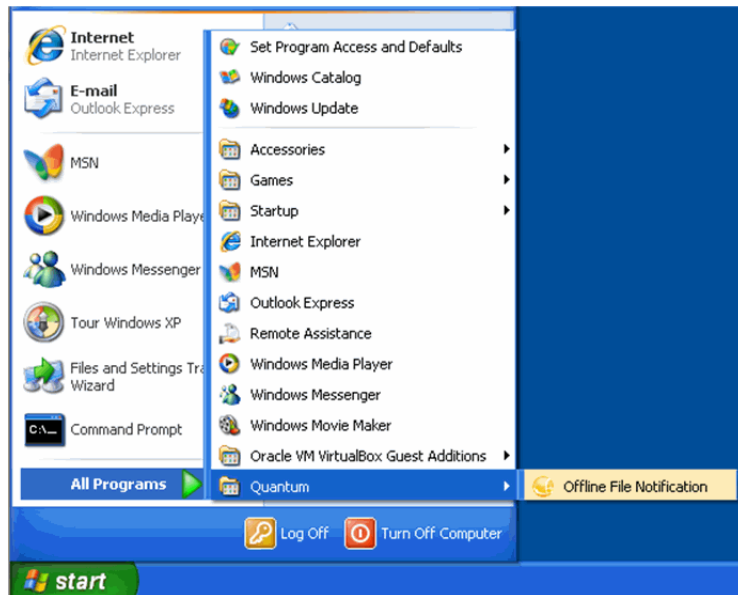 Internet
Internet Explorer
E-mail
Outlook Express
MSN
Windows Media Playe
Windows Messenger
Tour Windows XP
Files and Settings Tra
Wizard
C:\_
Command Prompt
All Programs
Set Program Access and Defaults
Windows Catalog
Windows Update
Accessories
Games
Startup
Internet Explorer
MSN
Outlook Express
Remote Assistance
Windows Media Player
Windows Messenger
Windows Movie Maker
Oracle VM VirtualBox Guest Additions
Quantum
Offline File Notification
Log Off
Turn Off Computer
start